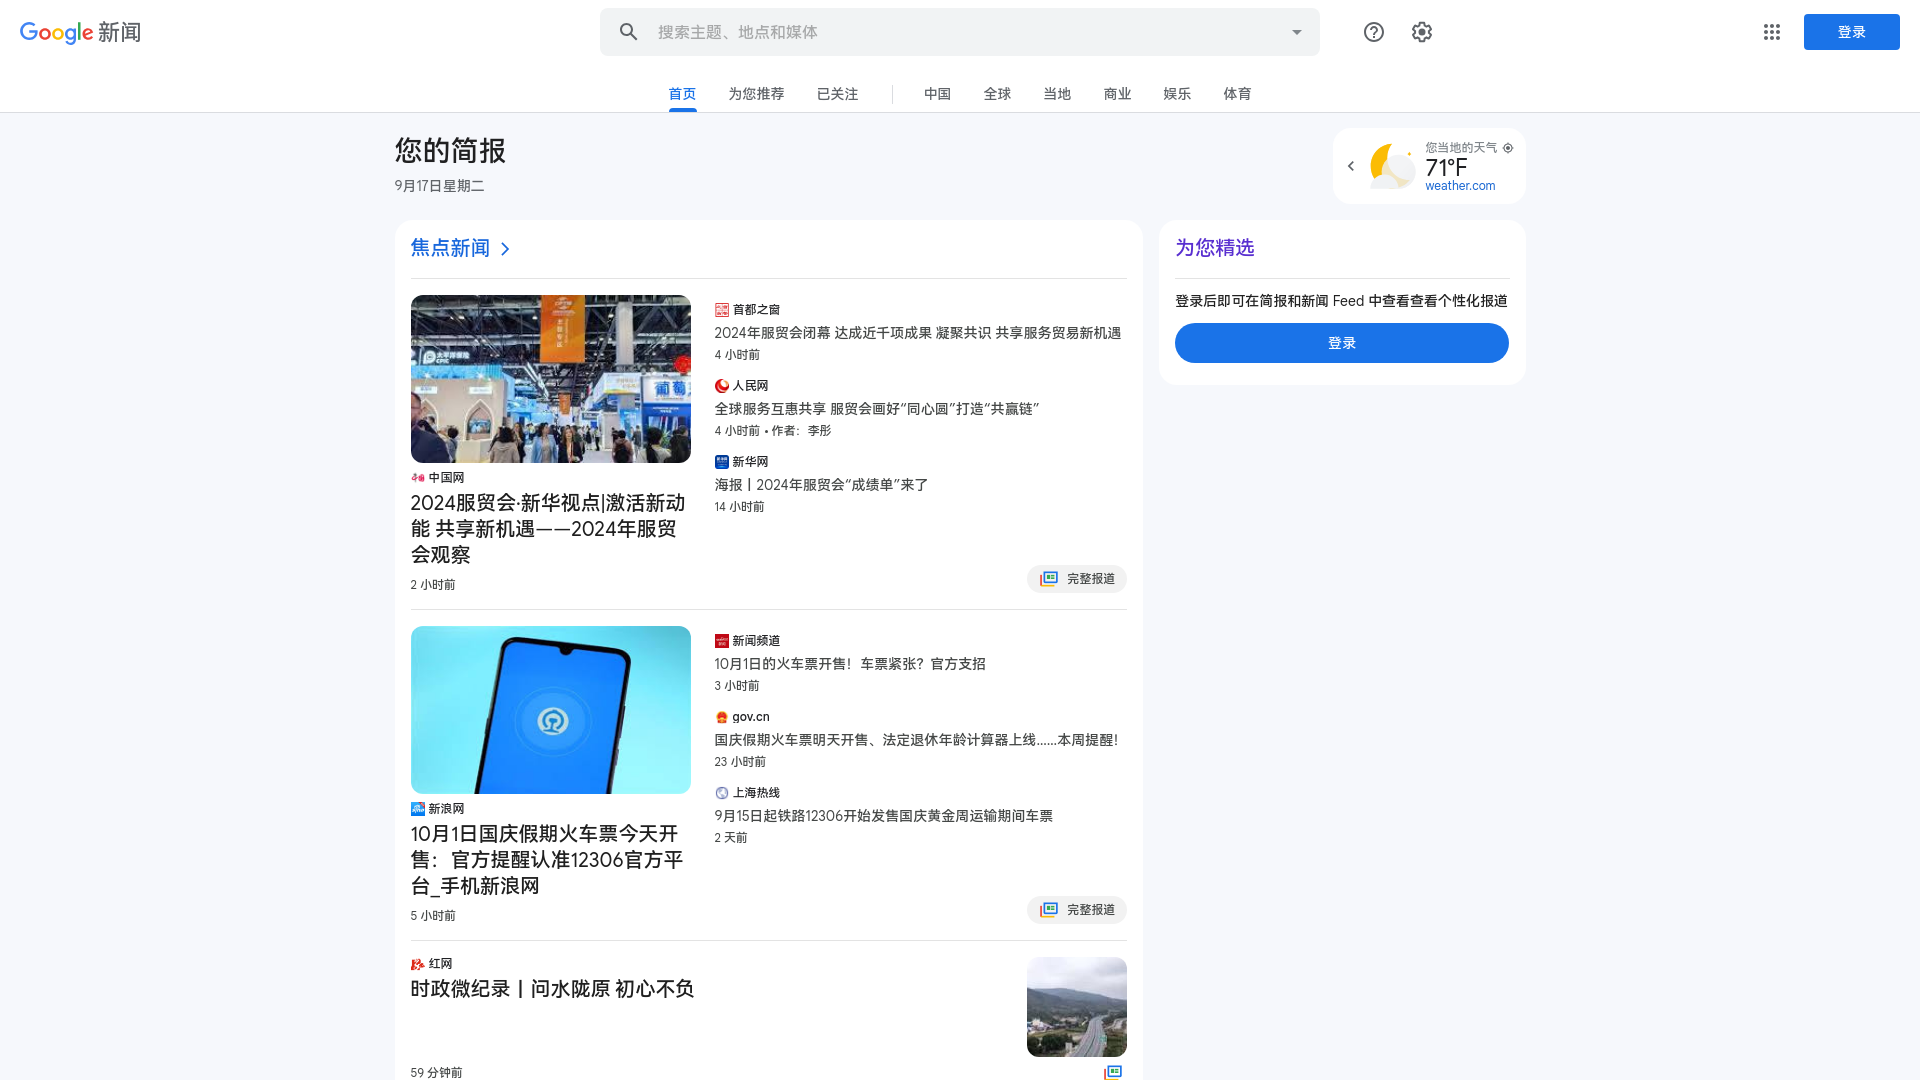 Google 新闻
搜索主题、地点和媒体
登录
首页
为您推荐
已关注
中国
全球
当地
商业
娱乐
体育
您的简报
9月17日星期二
您当地的天气
71°F
weather.com
焦点新闻
中国网
2024服贸会·新华视点|激活新动
能 共享新机遇——2024年服贸
会观察
2 小时前
首都之窗
2024年服贸会闭幕 达成近千项成果 凝聚共识 共享服务贸易新机遇
4 小时前
人民网
全球服务互惠共享 服贸会画好“同心圆”打造“共赢链”
4 小时前 • 作者：李彤
新华网
海报丨2024年服贸会“成绩单”来了
14 小时前
完整报道
新浪网
10月1日国庆假期火车票今天开
售：官方提醒认准12306官方平
台_手机新浪网
5 小时前
新闻频道
10月1日的火车票开售！车票紧张？官方支招
3 小时前
gov.cn
国庆假期火车票明天开售、法定退休年龄计算器上线……本周提醒！
23 小时前
上海热线
9月15日起铁路12306开始发售国庆黄金周运输期间车票
2 天前
完整报道
红网
时政微纪录丨问水陇原 初心不负
59 分钟前
为您精选
登录后即可在简报和新闻 Feed 中查看查看个性化报道
登录